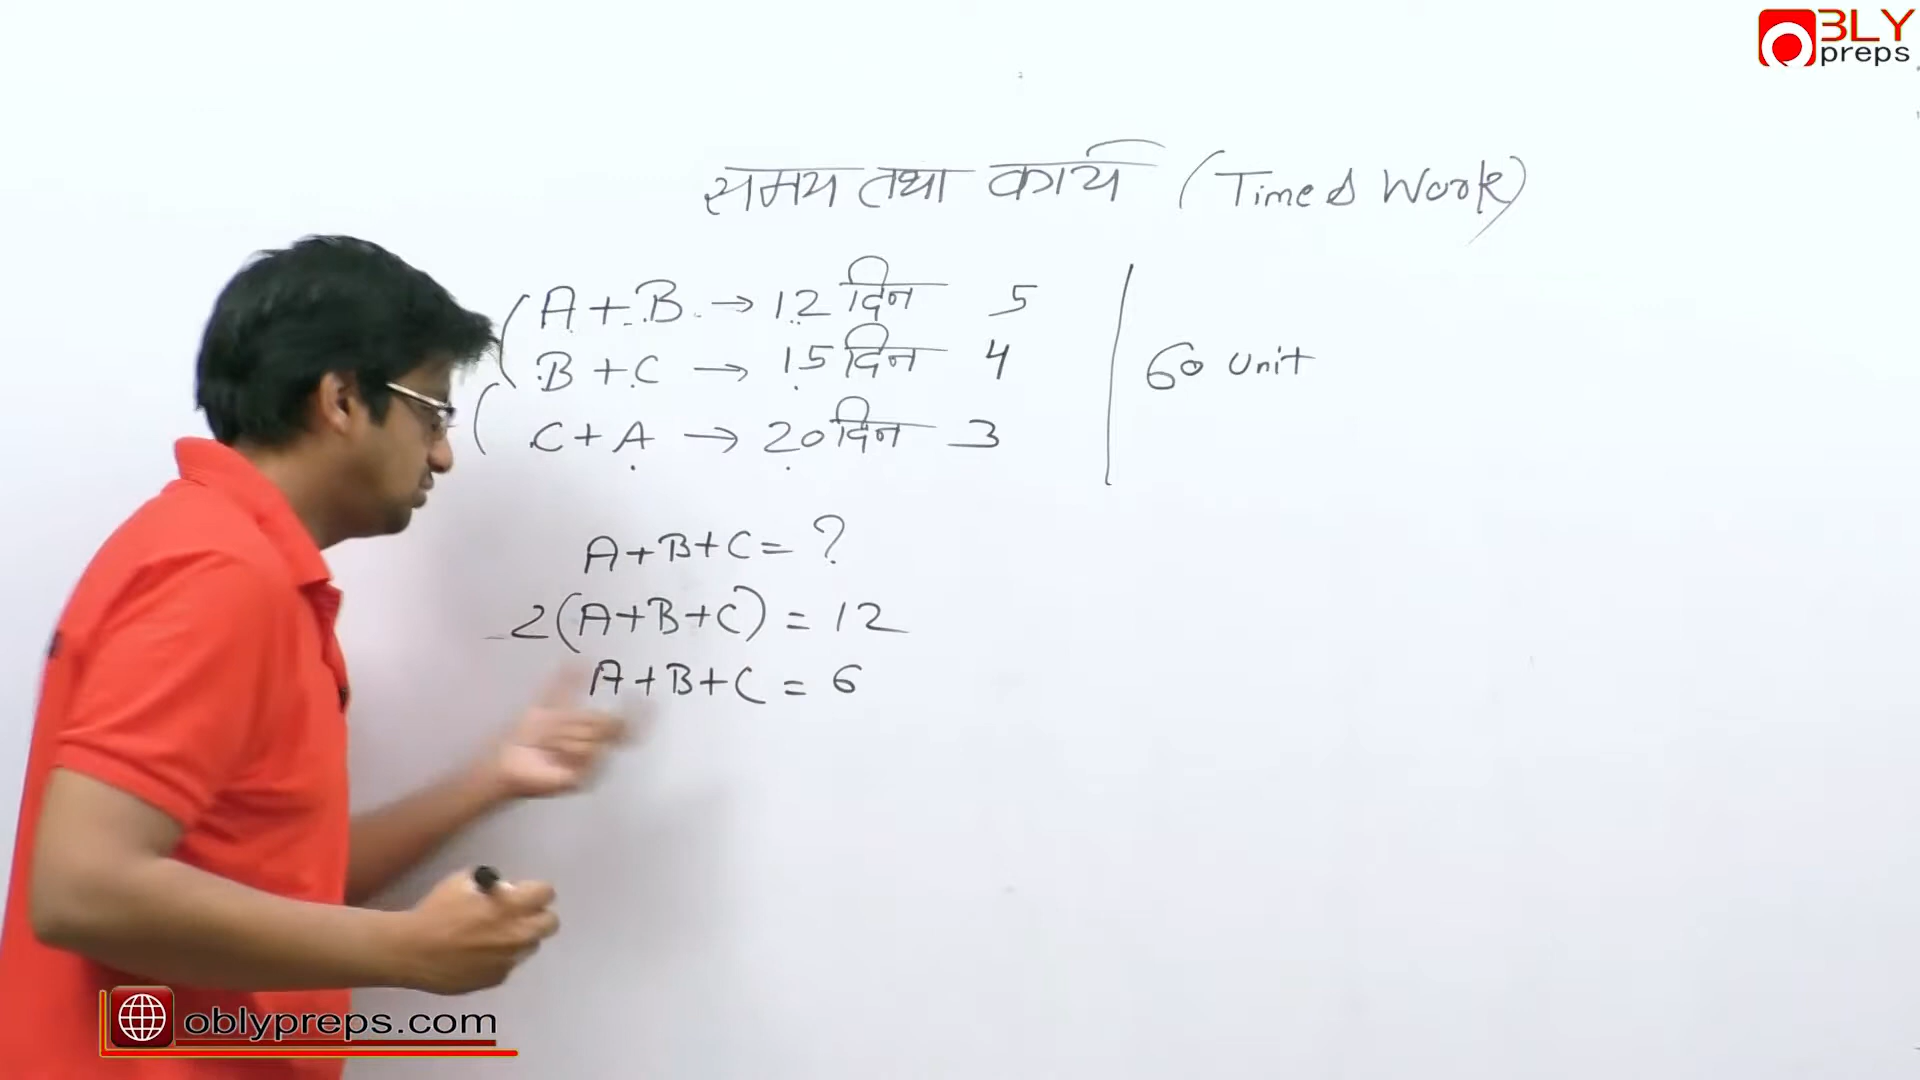 OBLY
preps
समय तथा कार्य (Time & Work)
A + B → 12 दिन 5
B + C → 15 दिन 4
C + A → 20 दिन 3
60 unit
A+B+C = ?
2(A+B+C) = 12
A+B+C = 6
oblypreps.com